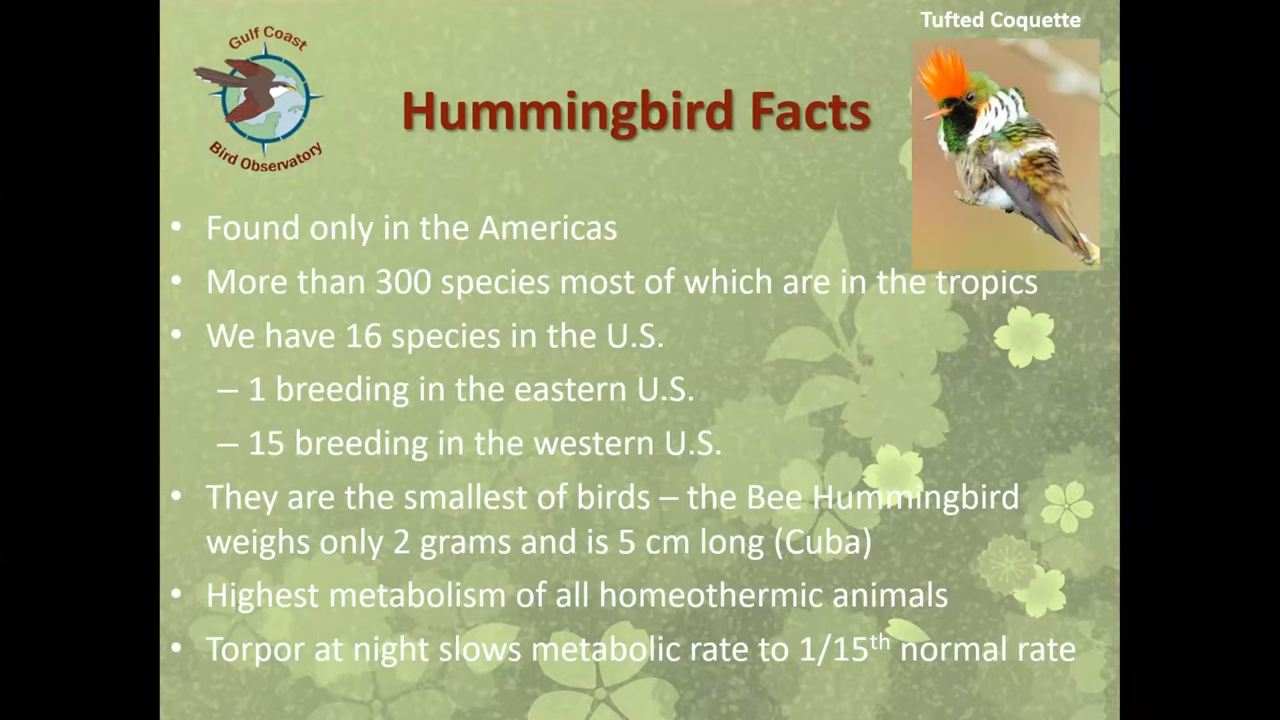 Tufted Coquette
Gulf Coast
Bird Observatory
Hummingbird Facts
• Found only in the Americas
• More than 300 species most of which are in the tropics
• We have 16 species in the U.S.
– 1 breeding in the eastern U.S.
– 15 breeding in the western U.S.
• They are the smallest of birds – the Bee Hummingbird
weighs only 2 grams and is 5 cm long (Cuba)
• Highest metabolism of all homeothermic animals
• Torpor at night slows metabolic rate to 1/15th normal rate